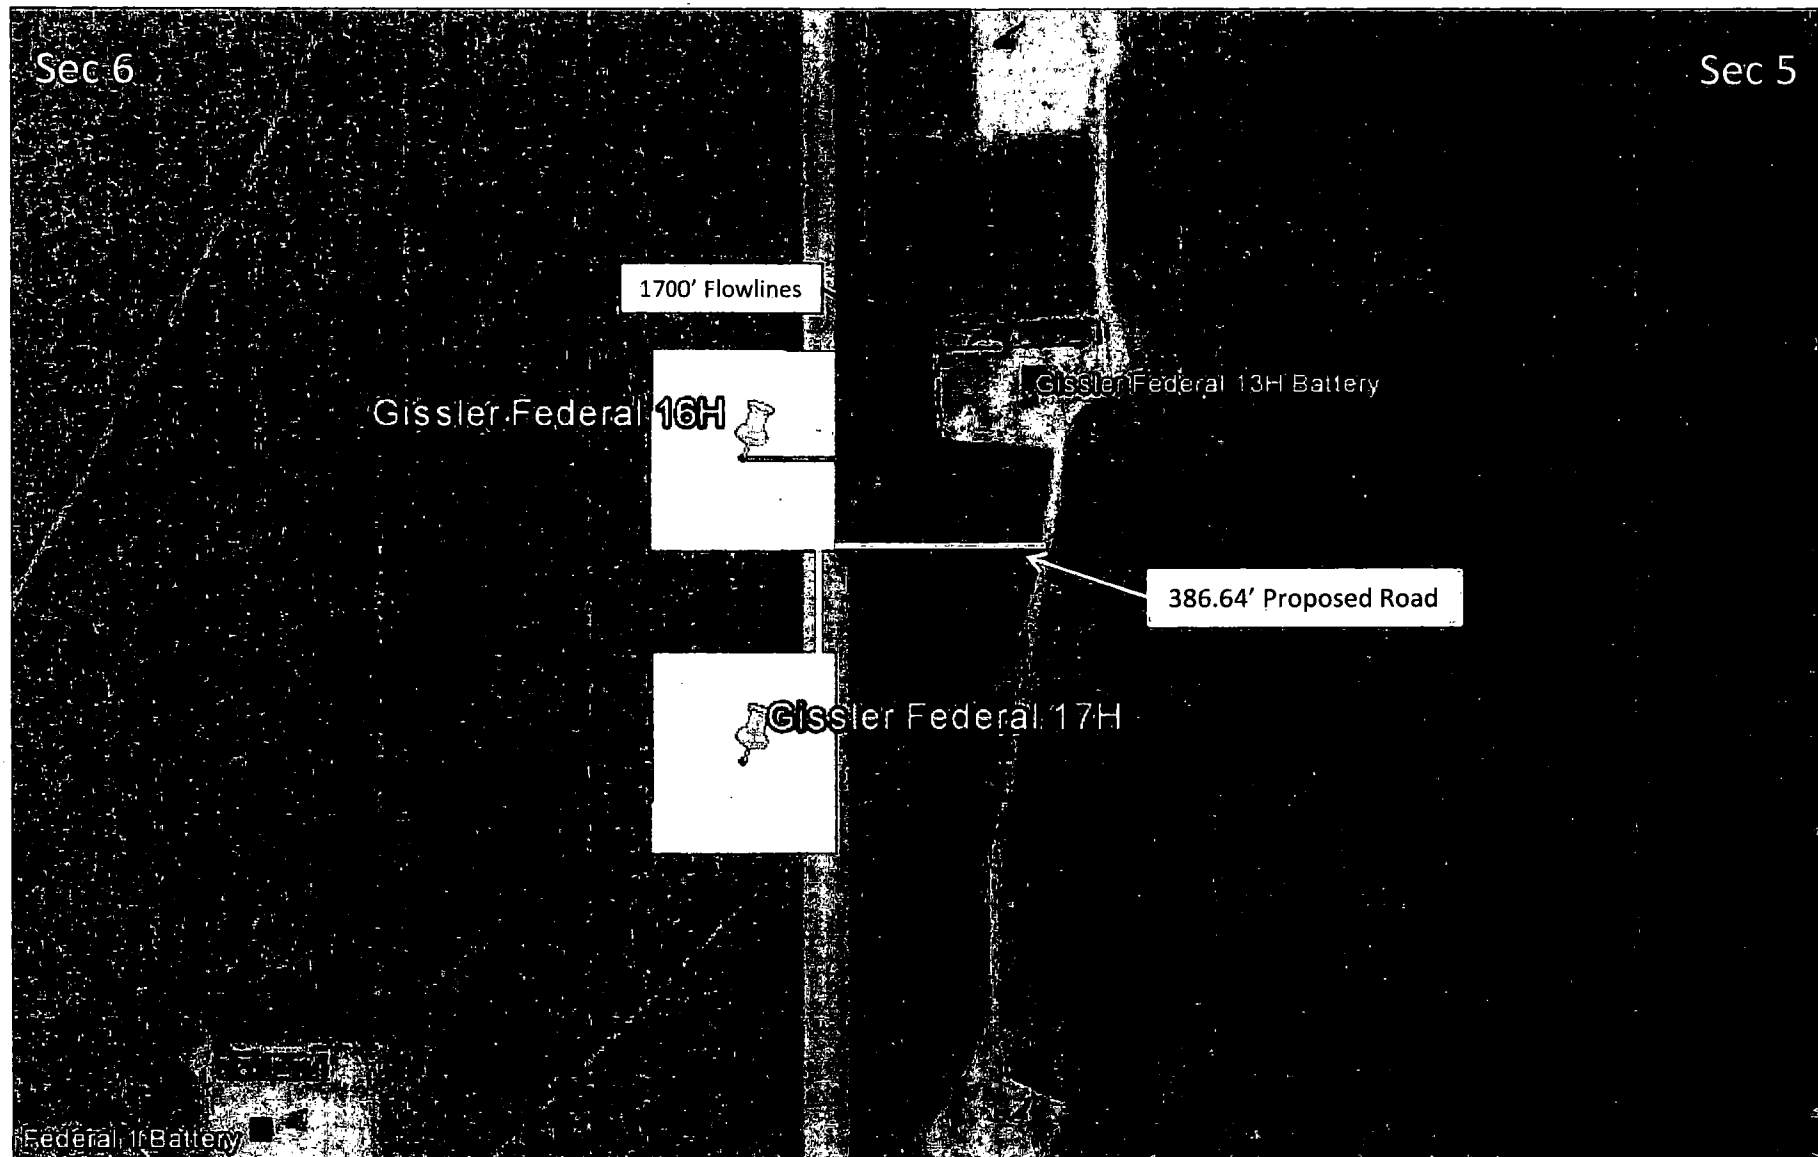 Sec 6
Sec 5
1700' Flowlines
Gissler Federal 13H Battery
Gissler Federal 16H
386.64' Proposed Road
Gissler Federal 17H
Federal 1 Battery